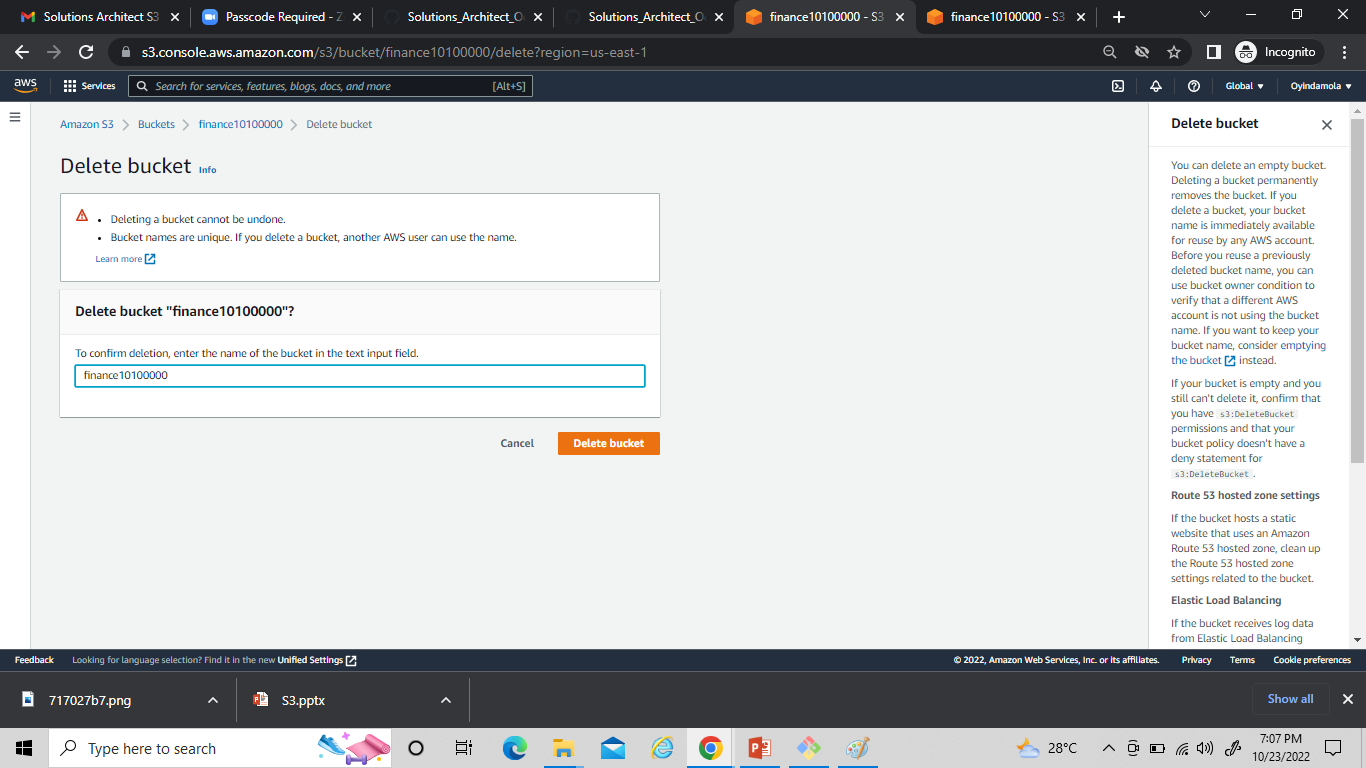 Solutions Architect S3
Passcode Required - Z
Solutions_Architect_O
Solutions_Architect_O
finance10100000 - S3
finance10100000 - S3
s3.console.aws.amazon.com/s3/bucket/finance10100000/delete?region=us-east-1
Incognito
aws
Services
Search for services, features, blogs, docs, and more
[Alt+S]
Global
Oyindamola
Amazon S3
Buckets
finance10100000
Delete bucket
Delete bucket Info
Deleting a bucket cannot be undone.
Bucket names are unique. If you delete a bucket, another AWS user can use the name.
Learn more
Delete bucket "finance10100000"?
To confirm deletion, enter the name of the bucket in the text input field.
finance10100000
Cancel
Delete bucket
Delete bucket
You can delete an empty bucket.
Deleting a bucket permanently
removes the bucket. If you
delete a bucket, your bucket
name is immediately available
for reuse by any AWS account.
Before you reuse a previously
deleted bucket name, you can
use bucket owner condition to
verify that a different AWS
account is not using the bucket
name. If you want to keep your
bucket name, consider emptying
the bucket instead.
If your bucket is empty and you
still can't delete it, confirm that
you have s3:DeleteBucket
permissions and that your
bucket policy doesn't have a
deny statement for
s3:DeleteBucket.
Route 53 hosted zone settings
If the bucket hosts a static
website that uses an Amazon
Route 53 hosted zone, clean up
the Route 53 hosted zone
settings related to the bucket.
Elastic Load Balancing
If the bucket receives log data
from Elastic Load Balancing
Feedback
Looking for language selection? Find it in the new Unified Settings
© 2022, Amazon Web Services, Inc. or its affiliates.
Privacy
Terms
Cookie preferences
717027b7.png
S3.pptx
Show all
Type here to search
28°C
7:07 PM
10/23/2022